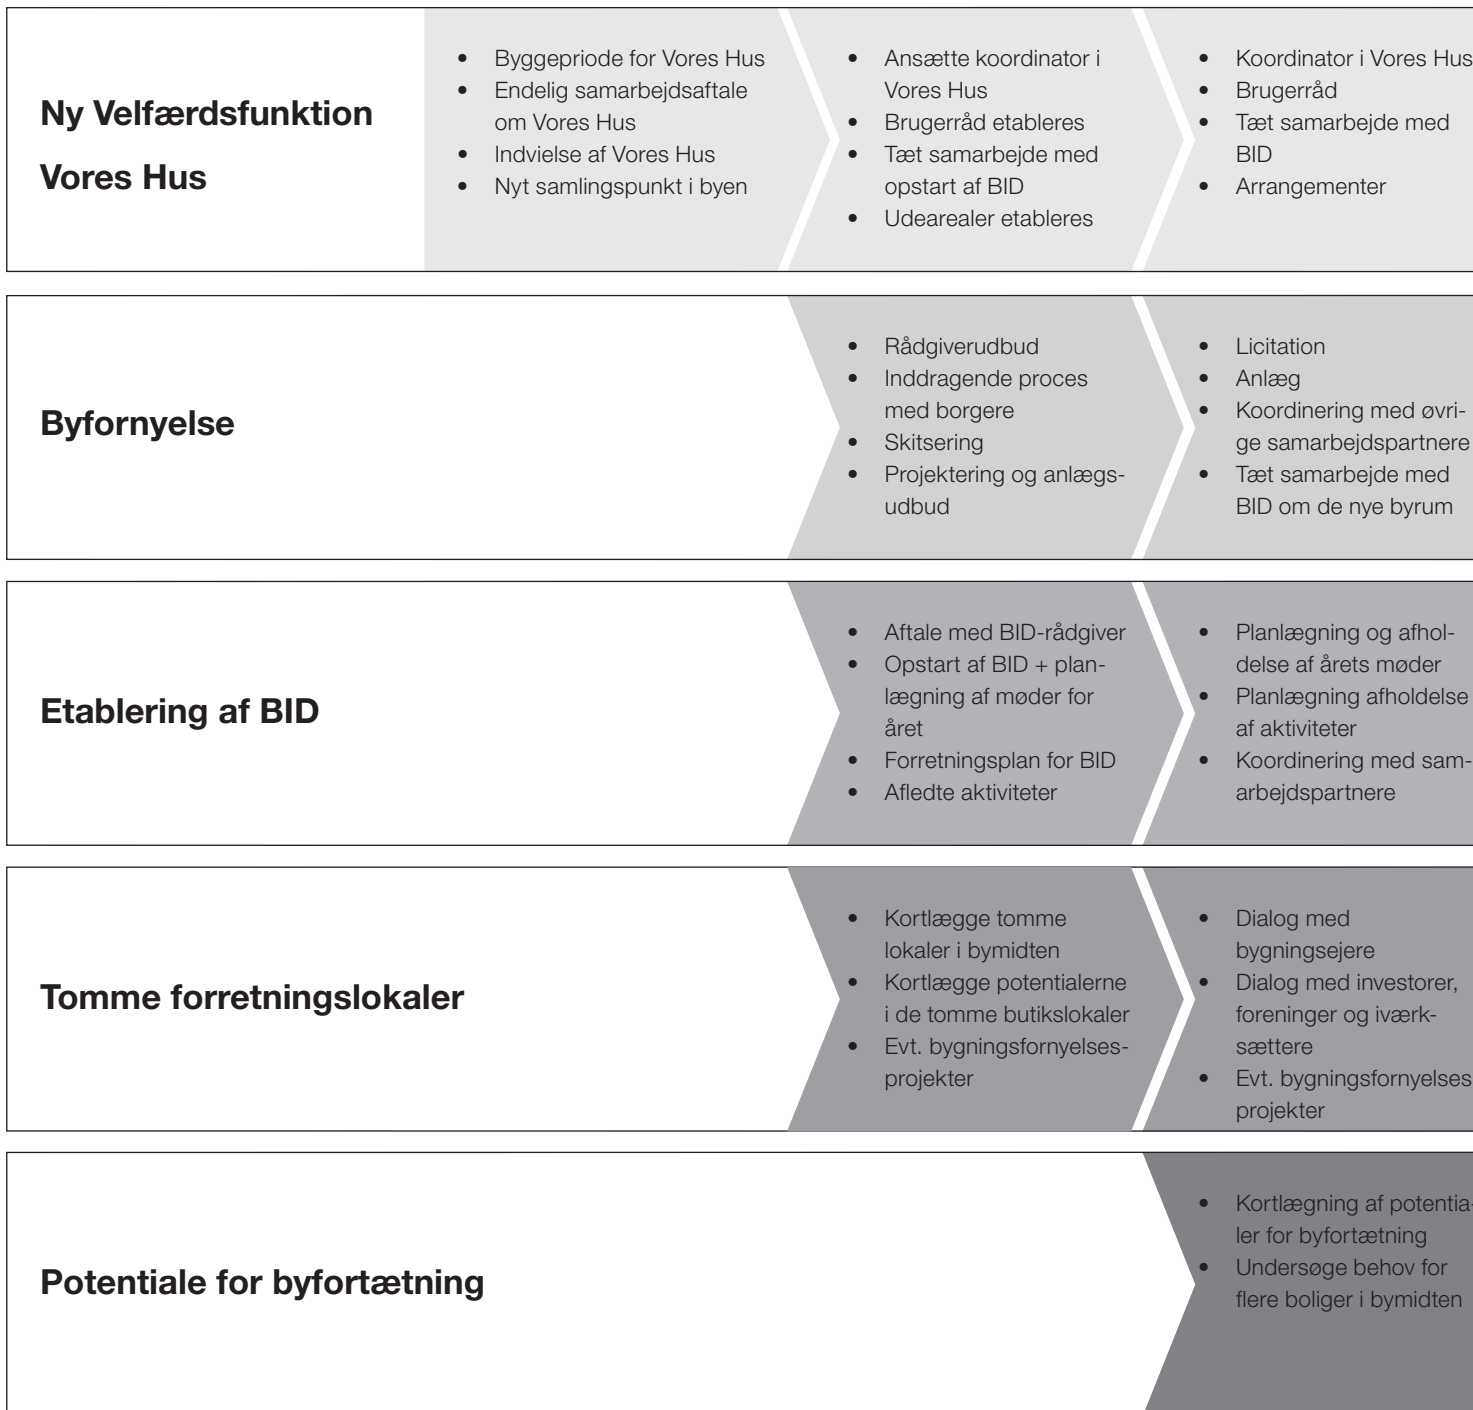 Ny Velfærdsfunktion
Vores Hus
• Byggepriode for Vores Hus
• Endelig samarbejdsaftale
om Vores Hus
• Indvielse af Vores Hus
• Nyt samlingspunkt i byen
• Ansætte koordinator i
Vores Hus
• Brugerråd etableres
• Tæt samarbejde med
opstart af BID
• Udearealer etableres
• Koordinator i Vores Hus
• Brugerråd
• Tæt samarbejde med
BID
• Arrangementer
Byfornyelse
• Rådgiverudbud
• Inddragende proces
med borgere
• Skitsering
• Projektering og anlægs-
udbud
• Licitation
• Anlæg
• Koordinering med øvri-
ge samarbejdspartnere
• Tæt samarbejde med
BID om de nye byrum
Etablering af BID
• Aftale med BID-rådgiver
• Opstart af BID + plan-
lægning af møder for
året
• Forretningsplan for BID
• Afledte aktiviteter
• Planlægning og afhol-
delse af årets møder
• Planlægning afholdelse
af aktiviteter
• Koordinering med sam-
arbejdspartnere
Tomme forretningslokaler
• Kortlægge tomme
lokaler i bymidten
• Kortlægge potentialerne
i de tomme butikslokaler
• Evt. bygningsfornyelses-
projekter
• Dialog med
bygningsejere
• Dialog med investorer,
foreninger og iværk-
sættere
• Evt. bygningsfornyelses
projekter
Potentiale for byfortætning
• Kortlægning af potentia-
ler for byfortætning
• Undersøge behov for
flere boliger i bymidten